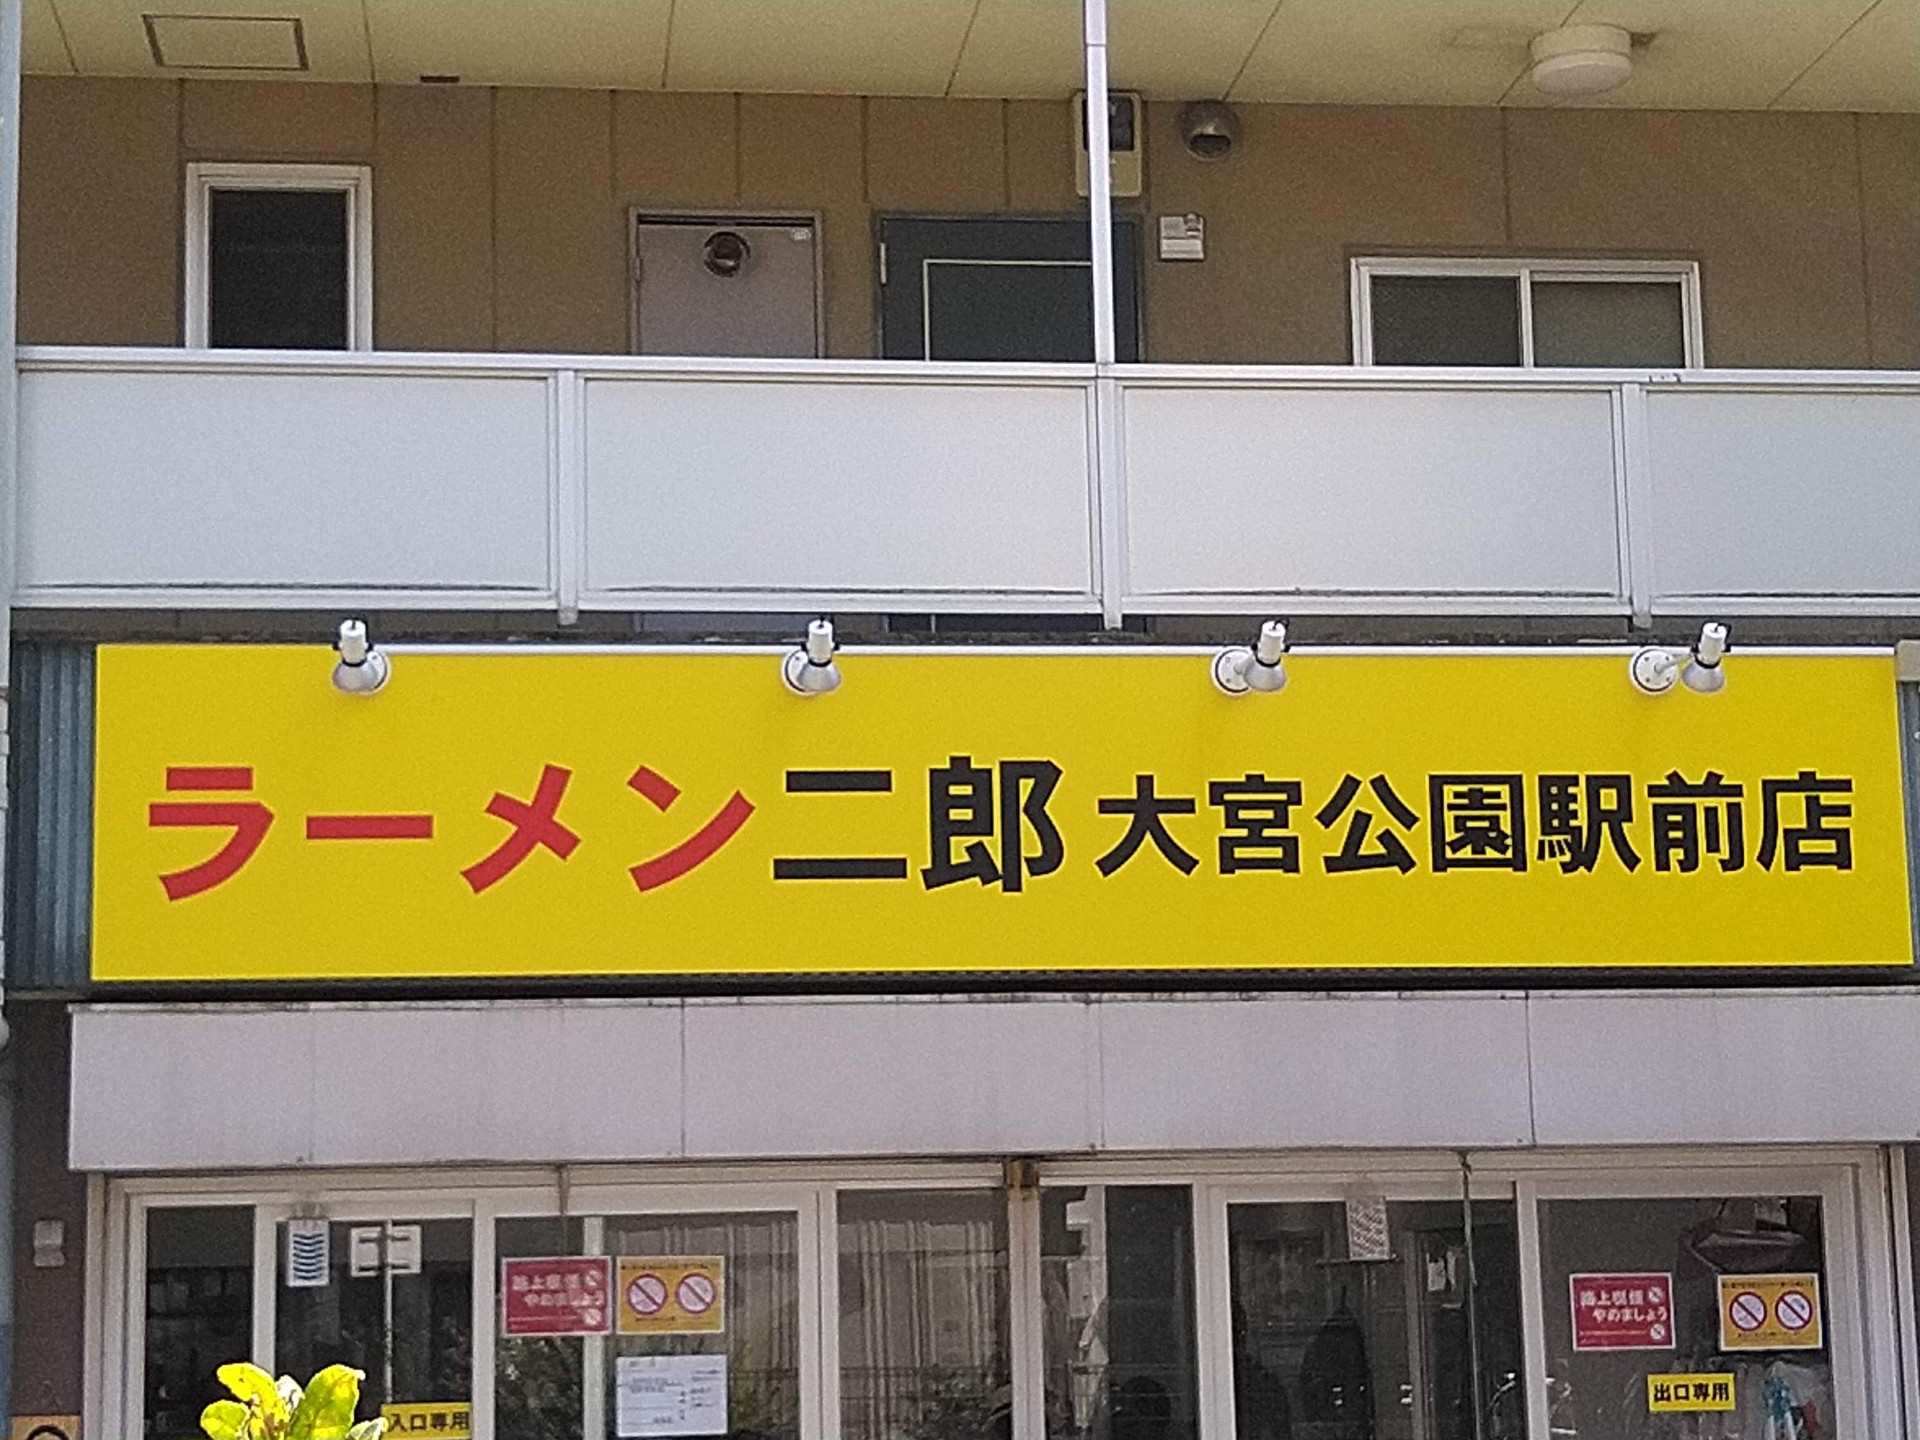 ラーメン二郎 大宮公園駅前店
路上喫煙
やめましょう
路上喫煙
やめましょう
入口専用
出口専用